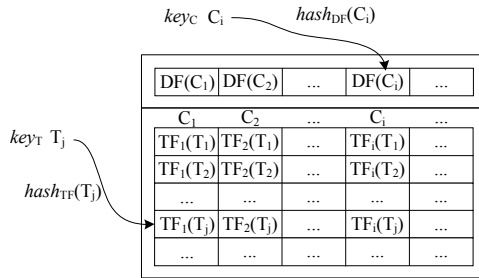 key_C C_i hash_DF(C_i)
DF(C_1) DF(C_2) ... DF(C_i) ...
C_1 C_2 ... C_i ...
key_T T_j
TF_1(T_1) TF_2(T_1) ... TF_i(T_1) ...
TF_1(T_2) TF_2(T_2) ... TF_i(T_2) ...
hash_TF(T_j)
... ... ... ... ...
TF_1(T_j) TF_2(T_j) ... TF_i(T_j) ...
... ... ... ... ...